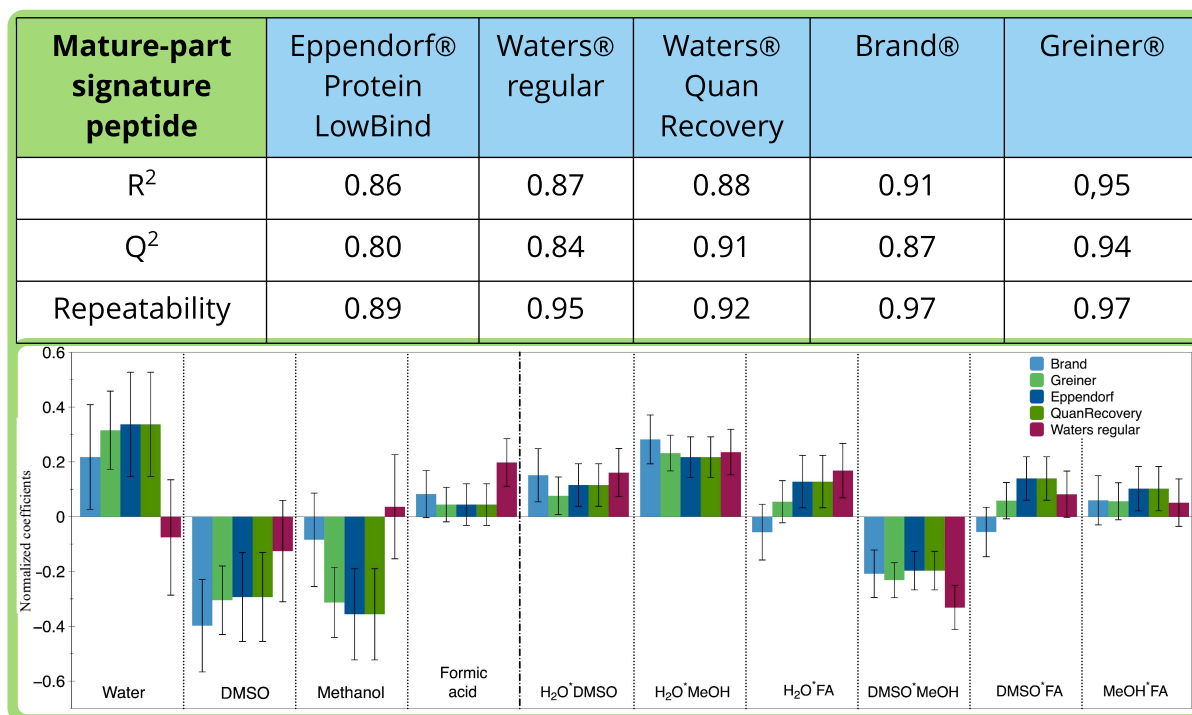 Mature-part
signature
peptide
Eppendorf®
Protein
LowBind
Waters®
regular
Waters®
Quan
Recovery
Brand®
Greiner®
R²
0.86
0.87
0.88
0.91
0,95
Q²
0.80
0.84
0.91
0.87
0.94
Repeatability
0.89
0.95
0.92
0.97
0.97
Normalized coefficients
0.6
0.4
0.2
0
−0.2
−0.4
−0.6
Brand
Greiner
Eppendorf
QuanRecovery
Waters regular
Water
DMSO
Methanol
Formic
acid
H₂O*DMSO
H₂O*MeOH
H₂O*FA
DMSO*MeOH
DMSO*FA
MeOH*FA